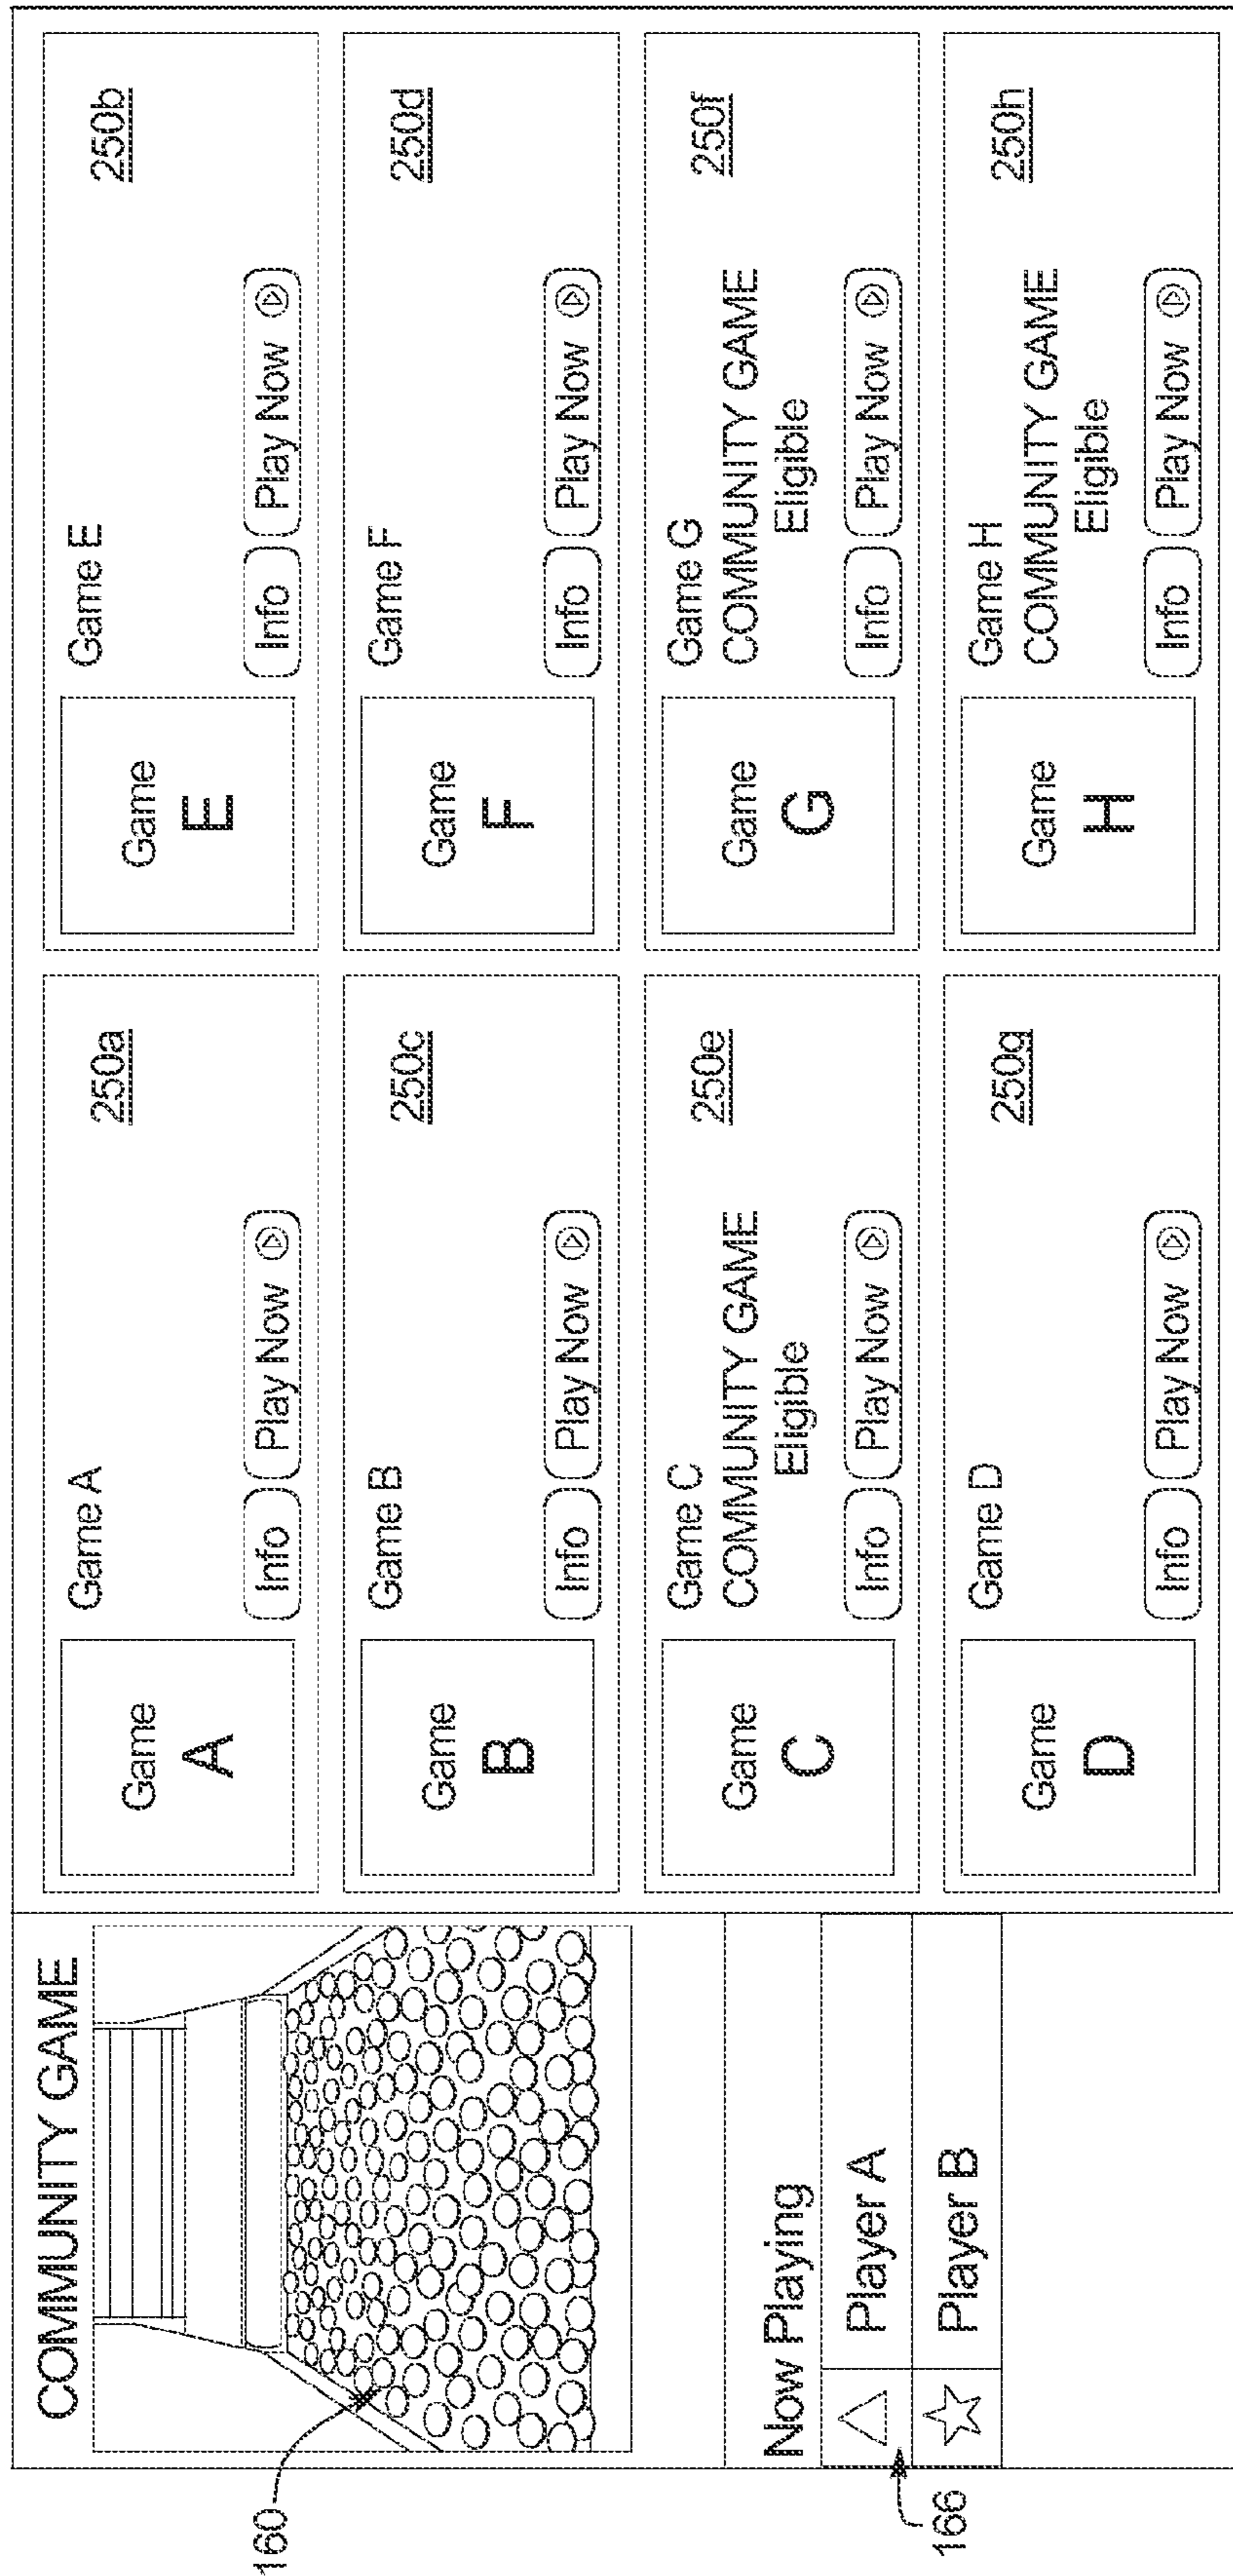 COMMUNITY GAME
160
Now Playing
Player A
Player B
166
Game
A
Game A
250a
Info
Play Now
Game
E
Game E
250b
Info
Play Now
Game
B
Game B
250c
Info
Play Now
Game
F
Game F
250d
Info
Play Now
Game
C
Game C
COMMUNITY GAME
Eligible
250e
Info
Play Now
Game
G
Game G
COMMUNITY GAME
Eligible
250f
Info
Play Now
Game
D
Game D
250g
Info
Play Now
Game
H
Game H
COMMUNITY GAME
Eligible
250h
Info
Play Now